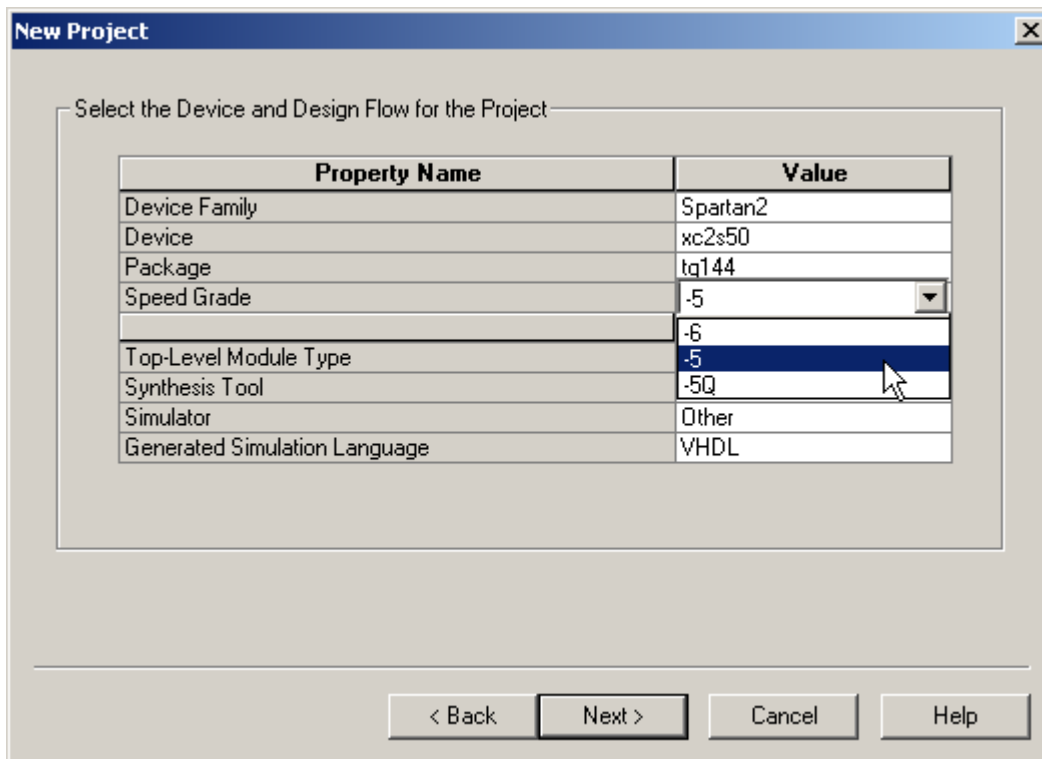 New Project
Select the Device and Design Flow for the Project
Property Name Value
Device Family Spartan2
Device xc2s50
Package tq144
Speed Grade -5
-6
Top-Level Module Type -5
Synthesis Tool -5Q
Simulator Other
Generated Simulation Language VHDL
< Back Next > Cancel Help